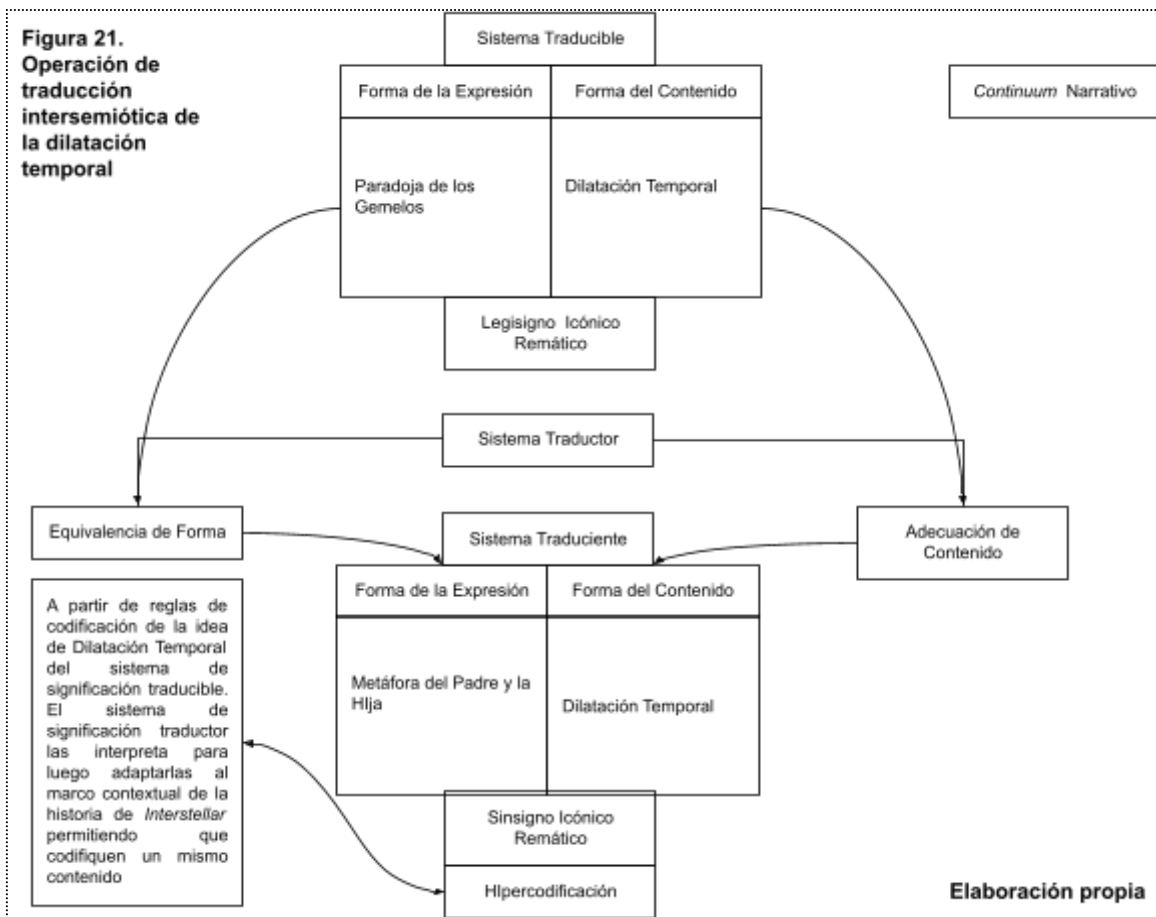 Figura 21.
Operación de
traducción
intersemiótica de
la dilatación
temporal
Sistema Traducible
Forma de la Expresión
Forma del Contenido
Continuum Narrativo
Paradoja de los
Gemelos
Dilatación Temporal
Legisigno Icónico
Remático
Sistema Traductor
Equivalencia de Forma
Sistema Traduciente
Adecuación de
Contenido
Forma de la Expresión
Forma del Contenido
A partir de reglas de
codificación de la idea
de Dilatación Temporal
del sistema de
significación traducible.
El sistema de
significación traductor
las interpreta para
luego adaptarlas al
marco contextual de la
historia de Interstellar
permitiendo que
codifiquen un mismo
contenido
Metáfora del Padre y la
HIja
Dilatación Temporal
Sinsigno Icónico
Remático
HIpercodificación
Elaboración propia